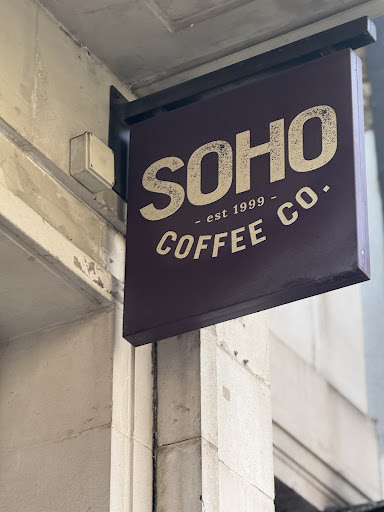 SOHO
- est 1999 -
COFFEE CO.